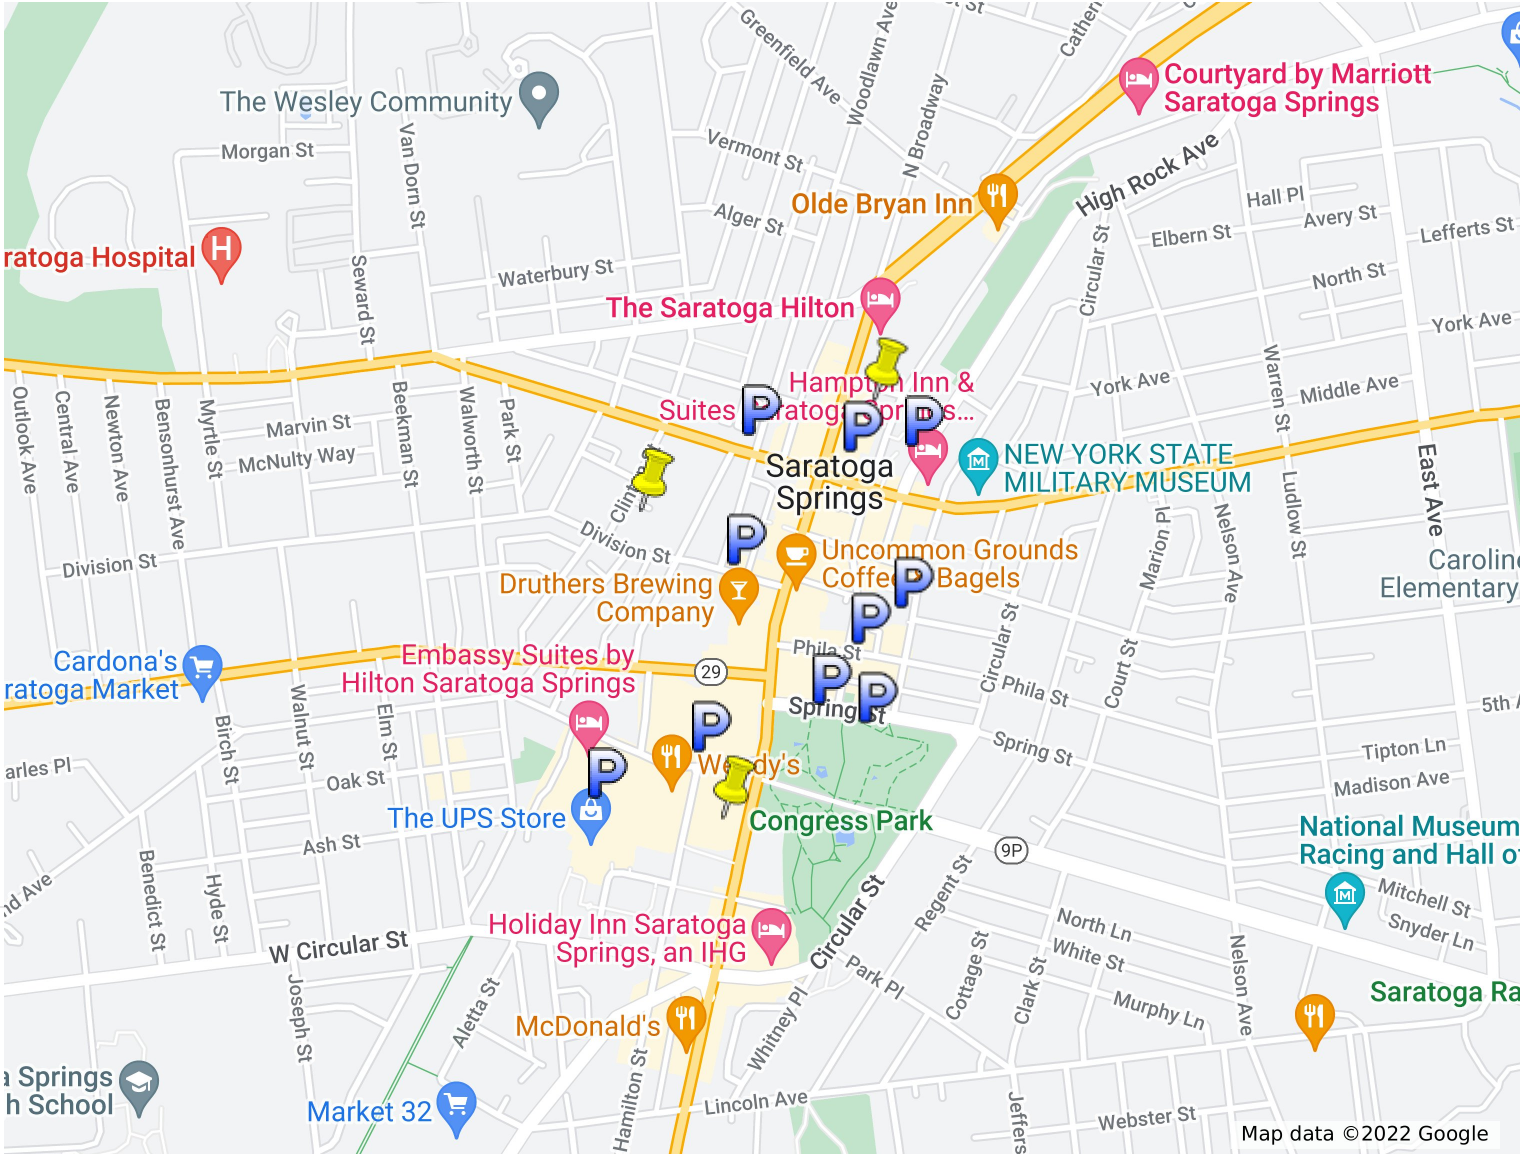 Greenfield Ave
Woodlawn Ave
N Broadway
Courtyard by Marriott
Saratoga Springs
The Wesley Community
Morgan St
Van Dorn St
Vermont St
High Rock Ave
Olde Bryan Inn
Hall Pl
Avery St
Elbern St
Lefferts St
Alger St
ratoga Hospital
H
Waterbury St
Seward St
Circular St
North St
The Saratoga Hilton
York Ave
Hampton Inn &
Suites Saratoga Springs...
York Ave
Middle Ave
Warren St
Outlook Ave
Central Ave
Newton Ave
Bensonhurst Ave
Myrtle St
Marvin St
McNulty Way
Beekman St
Walworth St
Park St
P
P
P
Saratoga
Springs
NEW YORK STATE
MILITARY MUSEUM
M
East Ave
Ludlow St
Nelson Ave
Marion
Division St
Division St
P
Uncommon Grounds
Coffee & Bagels
P
P
Druthers Brewing
Company
Caroline
Elementary
Circular St
Court St
Phila St
Phila St
Cardona's
ratoga Market
Embassy Suites by
Hilton Saratoga Springs
29
P
P
Spring St
Spring St
5th
P
P
Birch St
Walnut St
Elm St
Oak St
arles Pl
Wendy's
Tipton Ln
Madison Ave
The UPS Store
Congress Park
9P
National Museum
Racing and Hall of
M
Ash St
Benedict St
Hyde St
nd Ave
Mitchell St
Snyder Ln
Regent St
Circular St
North Ln
White St
Holiday Inn Saratoga
Springs, an IHG
W Circular St
Joseph St
Aletta St
Park Pl
Cottage St
Clark St
Murphy Ln
Nelson Ave
Saratoga Ra
McDonald's
Whitney Pl
Hamilton St
a Springs
h School
Market 32
Lincoln Ave
Jeffers
Webster St
Map data ©2022 Google